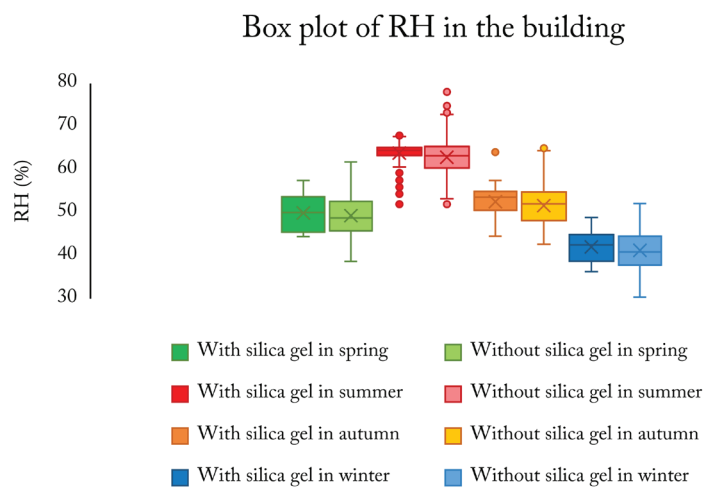 Box plot of RH in the building
80
70
60
50
40
30
RH (%)
With silica gel in spring
Without silica gel in spring
With silica gel in summer
Without silica gel in summer
With silica gel in autumn
Without silica gel in autumn
With silica gel in winter
Without silica gel in winter